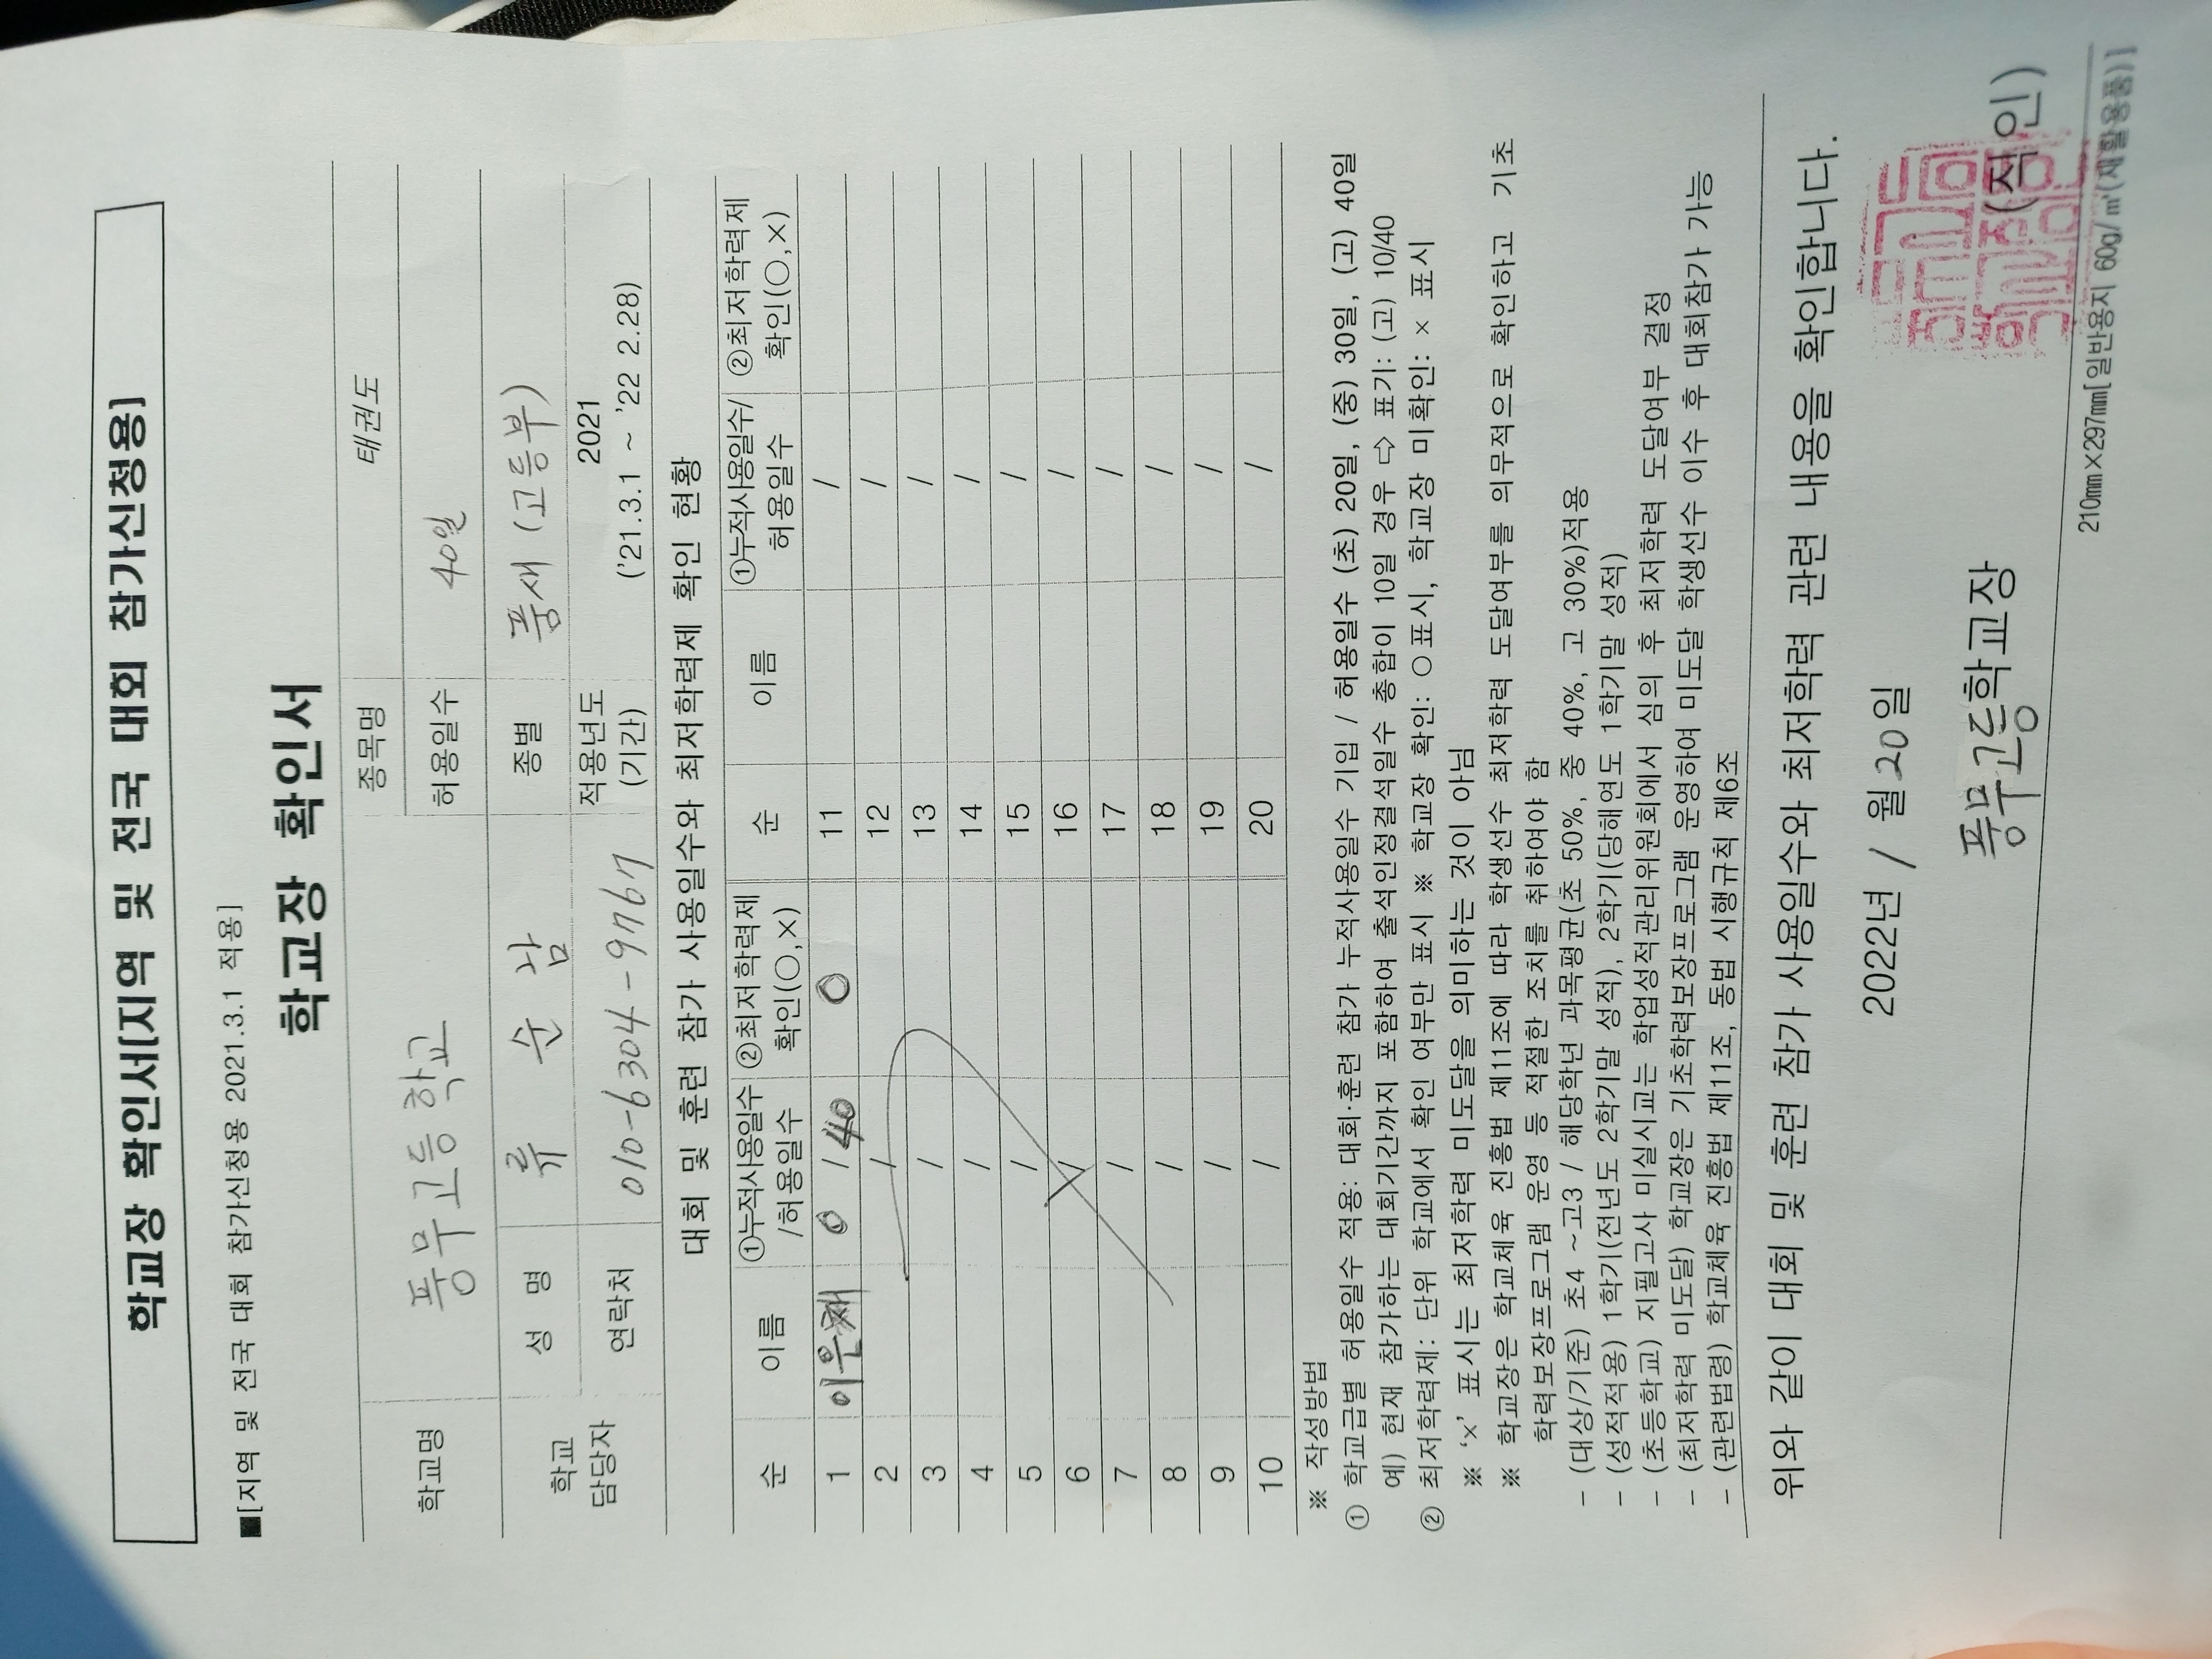 학교장 확인서[지역 및 전국 대회 참가신청용]
■[지역 및 전국 대회 참가신청용 2021.3.1 적용]
학교장 확인서
학교명 풍무고등학교 종목명 태권도
허용일수 40일
학교 담당자 성 명 류 순 남 종별 품새 (고등부)
연락처 010-6304-9767 적용년도 (기간) 2021 ('21.3.1 ~ '22 2.28)
대회 및 훈련 참가 사용일수와 최저학력제 확인 현황
순 이름 ①누적사용일수 /허용일수 ②최저학력제 확인(○,×) 순 이름 ①누적사용일수/ 허용일수 ②최저학력제 확인(○,×)
1 이은 0 / 40 O 11 /
2 / 12 /
3 / 13 /
4 / 14 /
5 / 15 /
6 / 16 /
7 / 17 /
8 / 18 /
9 / 19 /
10 / 20 /
※ 작성방법
① 학교급별 허용일수 적용: 대회·훈련 참가 누적사용일수 기입 / 허용일수 (초) 20일, (중) 30일, (고) 40일
예) 현재 참가하는 대회기간까지 포함하여 출석인정결석일수 총합이 10일 경우 ⇨ 표기: (고) 10/40
② 최저학력제: 단위 학교에서 확인 여부만 표시 ※ 학교장 확인: ○표시, 학교장 미확인: × 표시
※ ‘×’ 표시는 최저학력 미도달을 의미하는 것이 아님
※ 학교장은 학교체육 진흥법 제11조에 따라 학생선수 최저학력 도달여부를 의무적으로 확인하고 기초
학력보장프로그램 운영 등 적절한 조치를 취하여야 함
- (대상/기준) 초4 ~고3 / 해당학년 과목평균(초 50%, 중 40%, 고 30%)적용
- (성적적용) 1학기(전년도 2학기말 성적), 2학기(당해연도 1학기말 성적)
- (초등학교) 지필고사 미실시교는 학업성적관리위원회에서 심의 후 최저학력 도달여부 결정
- (최저학력 미도달) 학교장은 기초학력보장프로그램 운영하여 미도달 학생선수 이수 후 대회참가 가능
- (관련법령) 학교체육 진흥법 제11조, 동법 시행규칙 제6조
위와 같이 대회 및 훈련 참가 사용일수와 최저학력 관련 내용을 확인합니다.
2022년 1 월 20일
풍무고등학교장 (직인)
210mm×297mm[일반용지 60g/㎡(재활용품)]